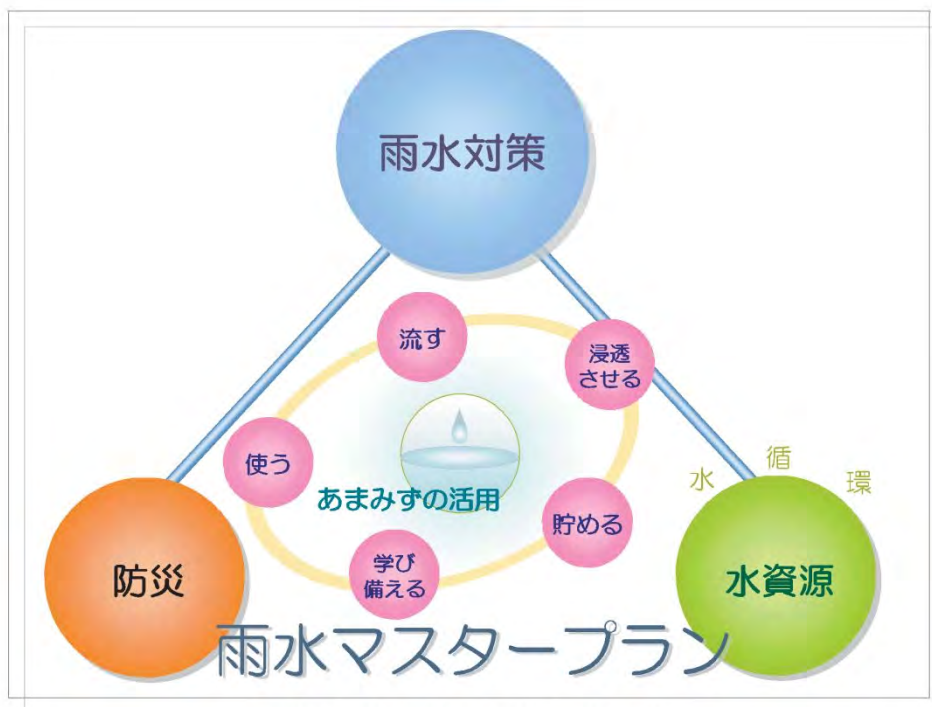 雨水対策
流す
浸透
させる
使う
あまみずの活用
貯める
学び
備える
水循環
防災
水資源
雨水マスタープラン